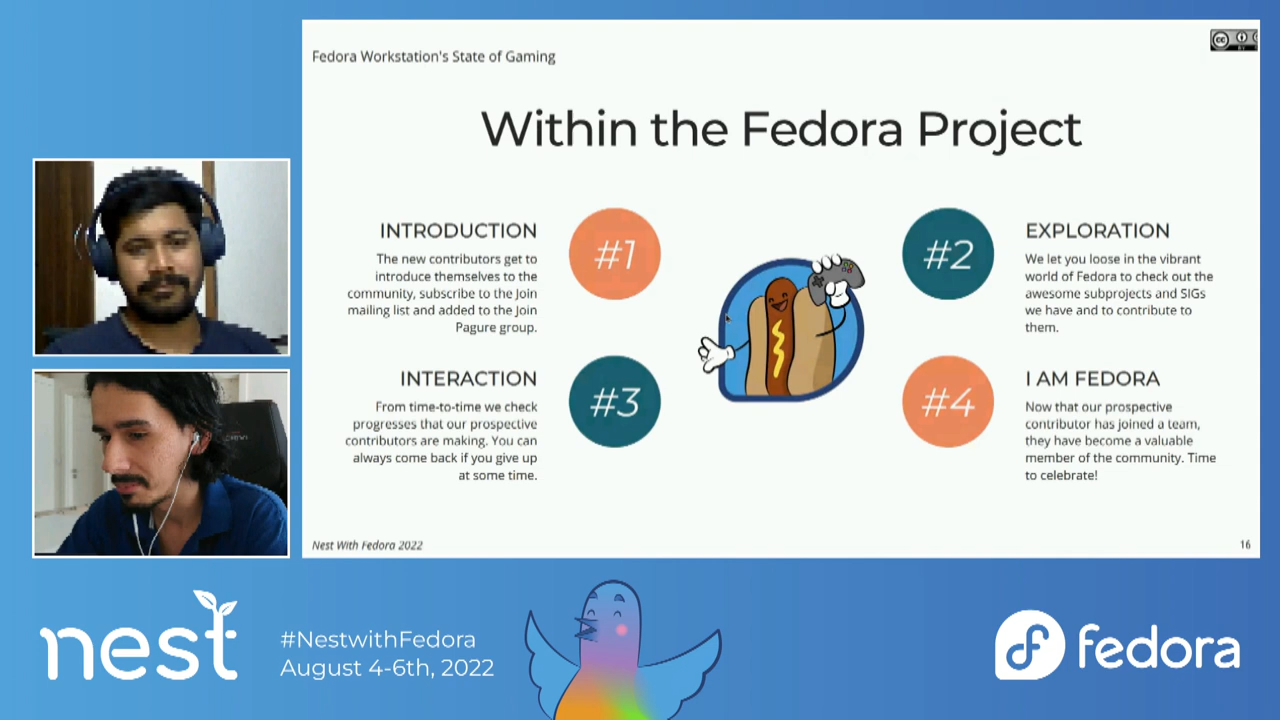 Fedora Workstation's State of Gaming
Within the Fedora Project
INTRODUCTION
The new contributors get to
introduce themselves to the
community, subscribe to the Join
mailing list and added to the Join
Pagure group.
#1
#2
EXPLORATION
We let you loose in the vibrant
world of Fedora to check out the
awesome subprojects and SIGs
we have and to contribute to
them.
INTERACTION
From time-to-time we check
progresses that our prospective
contributors are making. You can
always come back if you give up
at some time.
#3
#4
I AM FEDORA
Now that our prospective
contributor has joined a team,
they have become a valuable
member of the community. Time
to celebrate!
Nest With Fedora 2022
16
nest
#NestwithFedora
August 4-6th, 2022
fedora